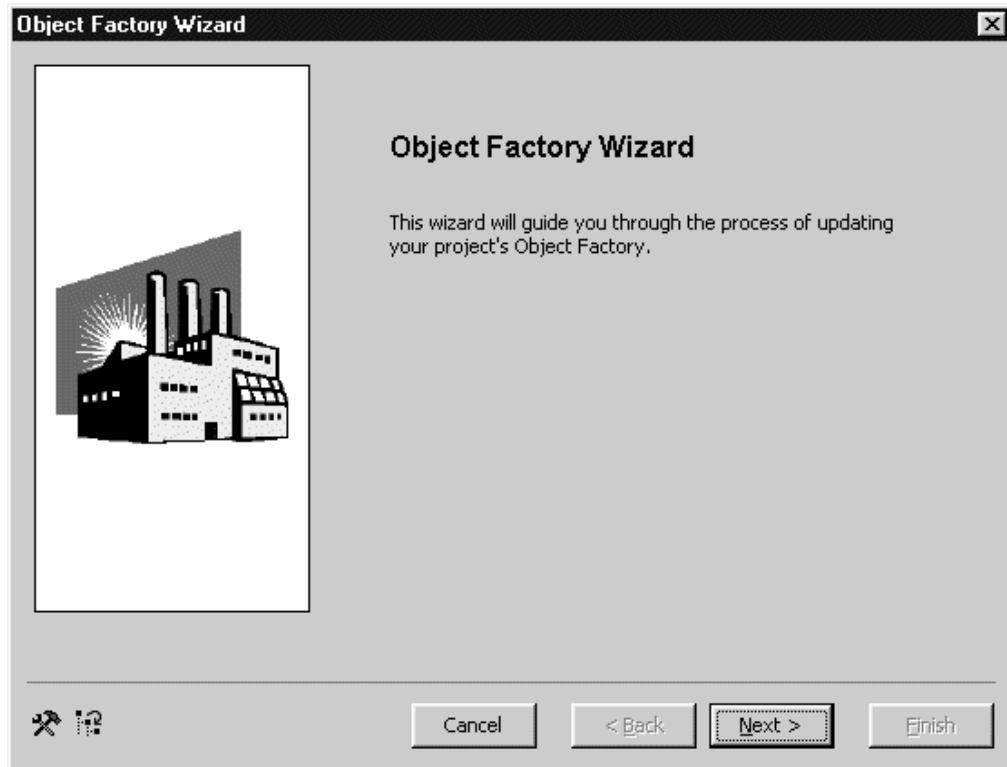 Object Factory Wizard
Object Factory Wizard
This wizard will guide you through the process of updating
your project's Object Factory.
Cancel
< Back
Next >
Finish